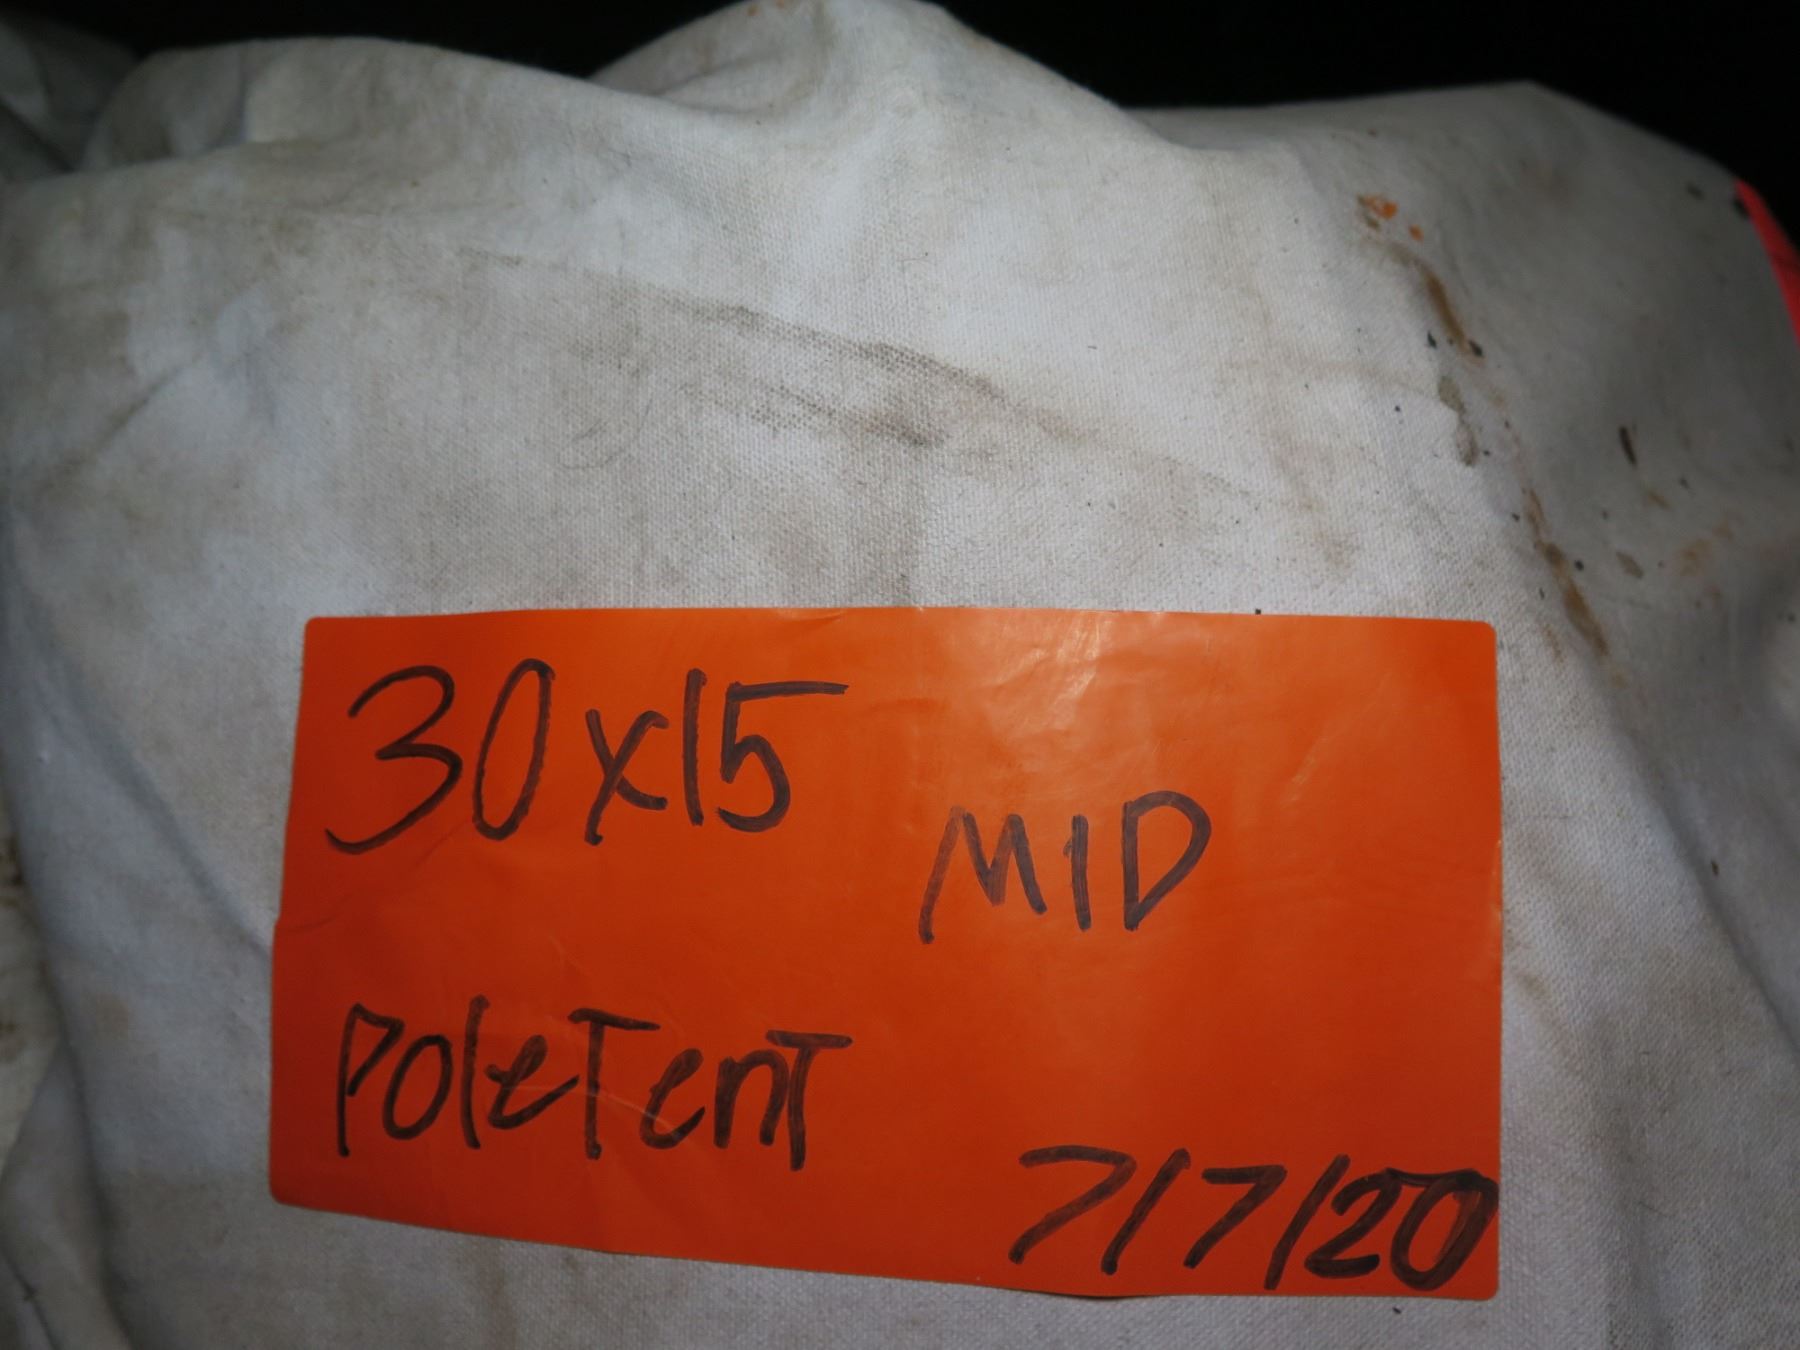 30x15
MID
PoleTenT
7/7/20